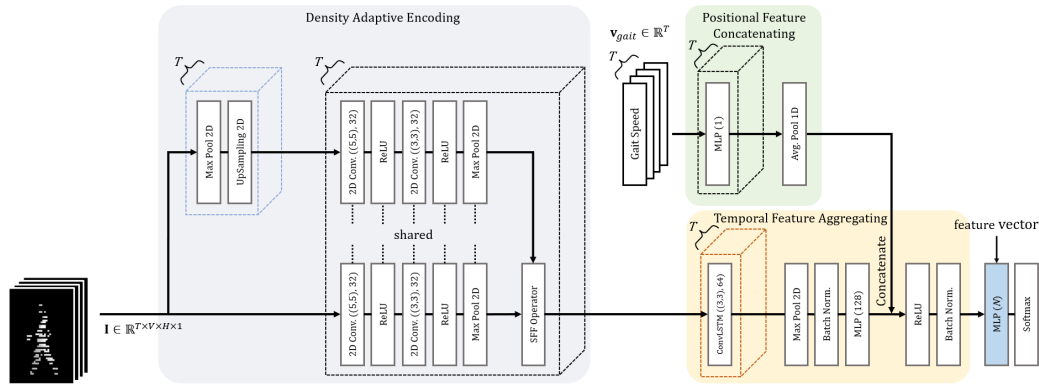 Density Adaptive Encoding
Positional Feature
Concatenating
𝐯_gait ∈ ℝ^T
T
T
T
T
Max Pool 2D
UpSampling 2D
2D Conv. ((5,5), 32)
ReLU
2D Conv. ((3,3), 32)
ReLU
Max Pool 2D
Gait Speed
MLP (1)
Avg. Pool 1D
shared
Temporal Feature Aggregating
T
feature vector
2D Conv. ((5,5), 32)
ReLU
2D Conv. ((3,3), 32)
ReLU
Max Pool 2D
SFF Operator
ConvLSTM ((3,3), 64)
Max Pool 2D
Batch Norm.
MLP (128)
Concatenate
ReLU
Batch Norm.
MLP (N)
Softmax
𝐈 ∈ ℝ^{T×V×H×1}